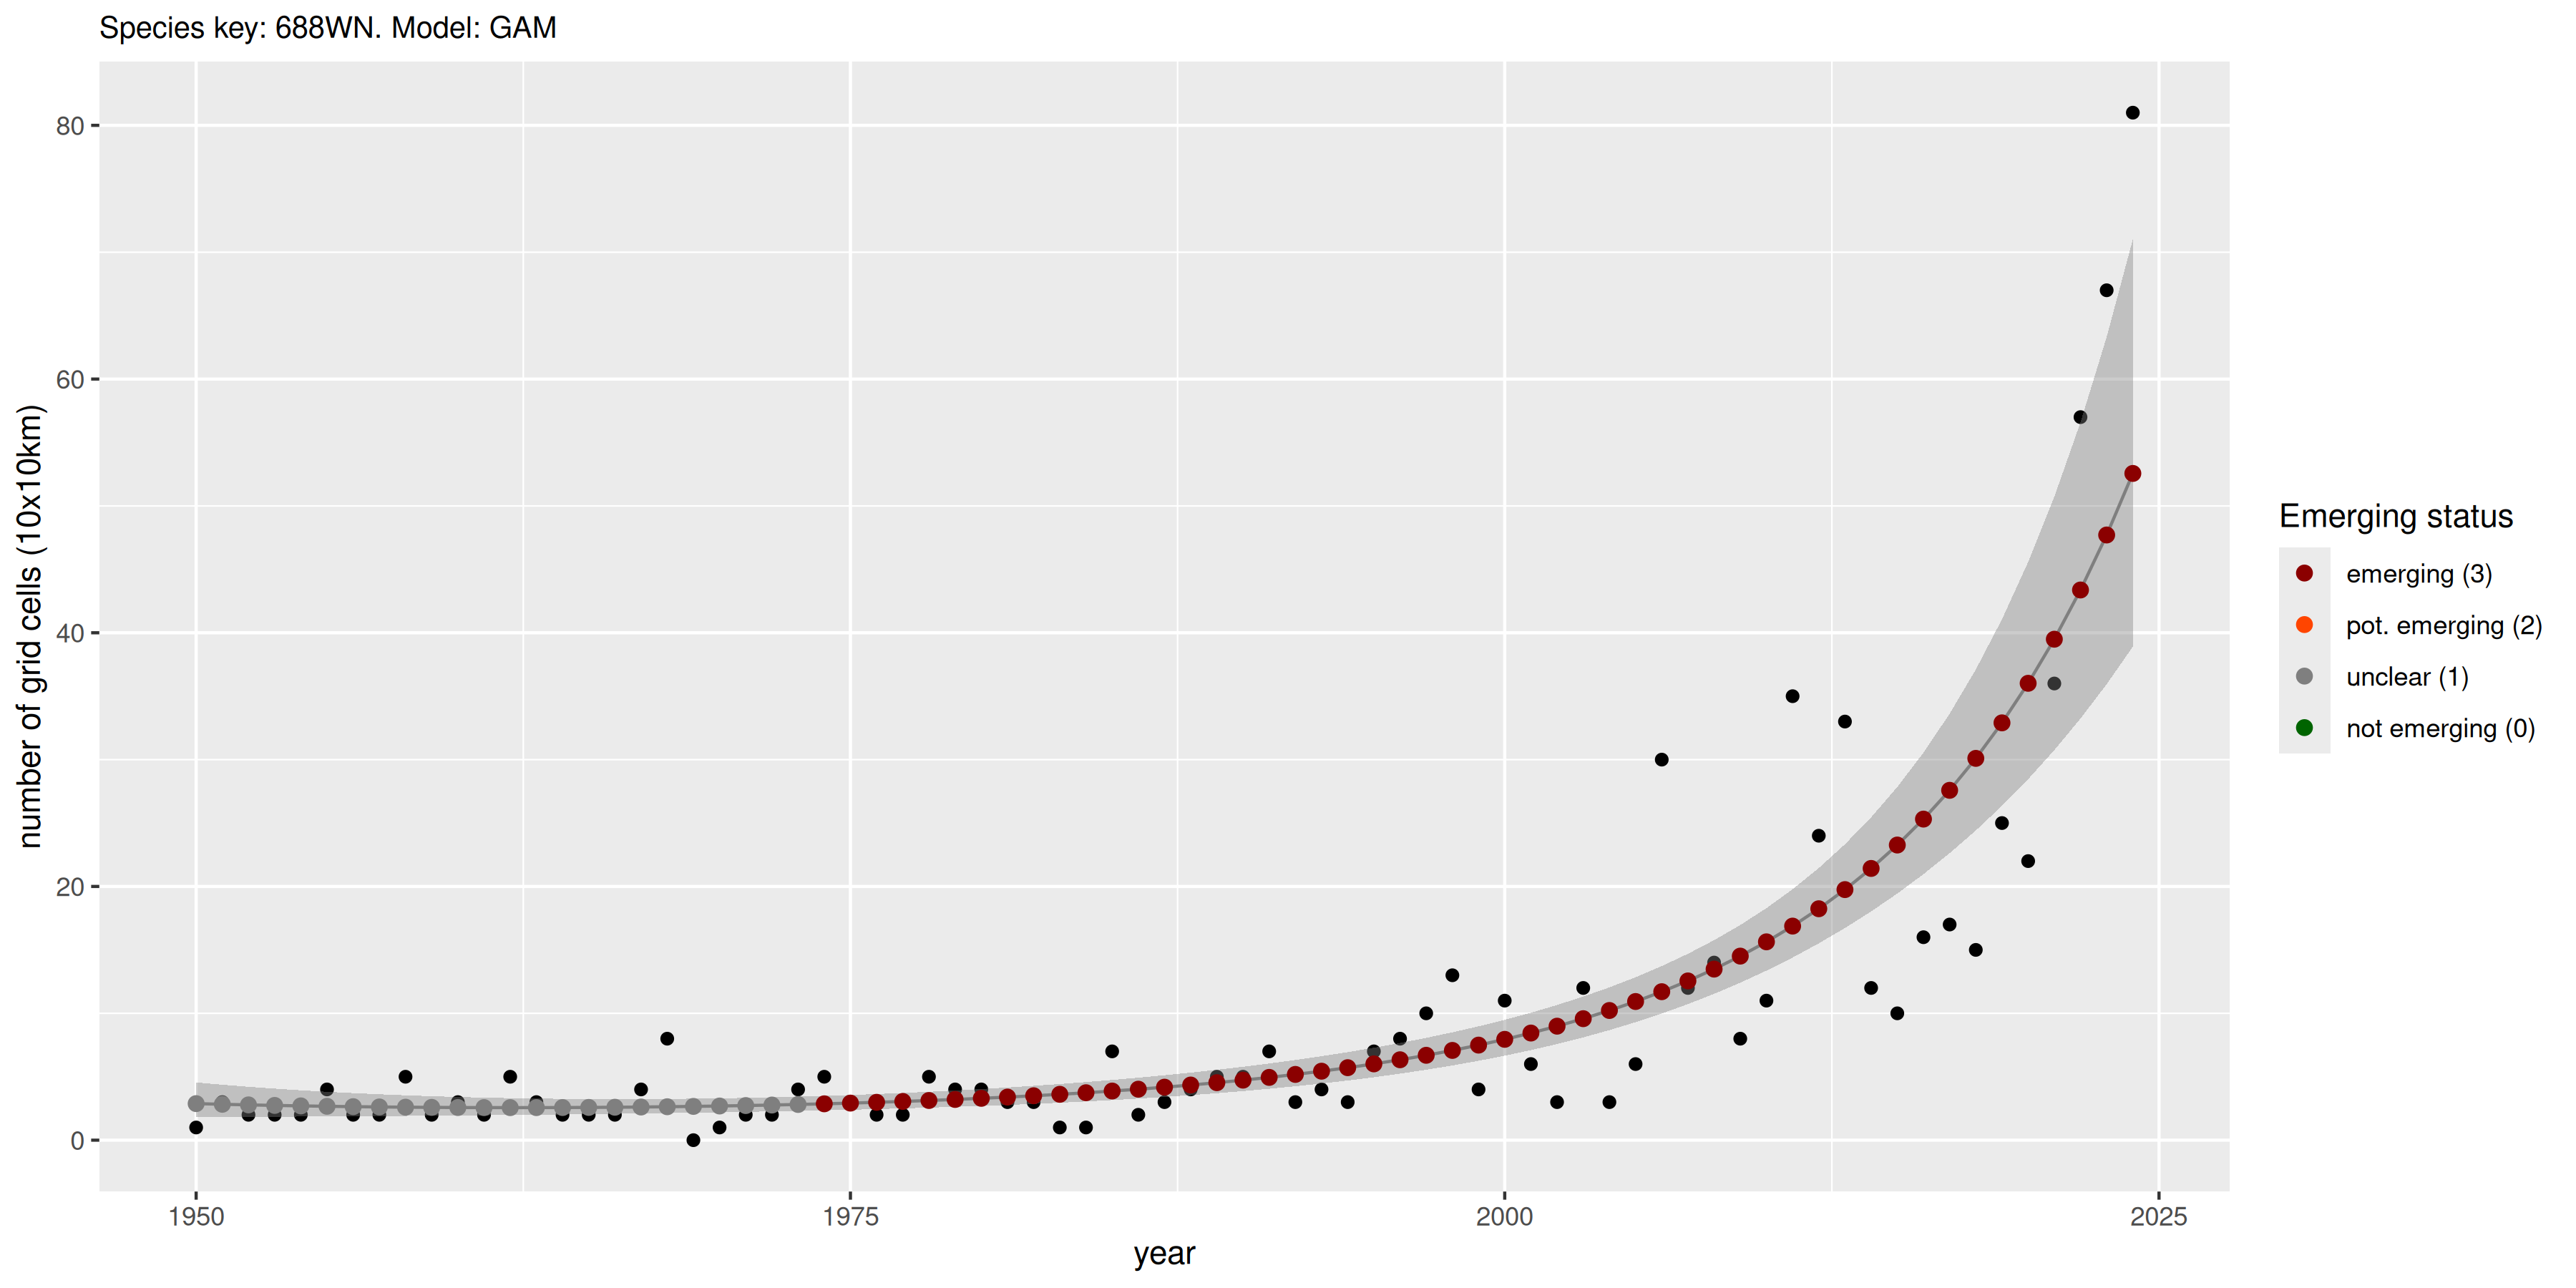 Species key: 688WN. Model: GAM
80
60
40
20
0
number of grid cells (10x10km)
1950
1975
2000
2025
year
Emerging status
emerging (3)
pot. emerging (2)
unclear (1)
not emerging (0)